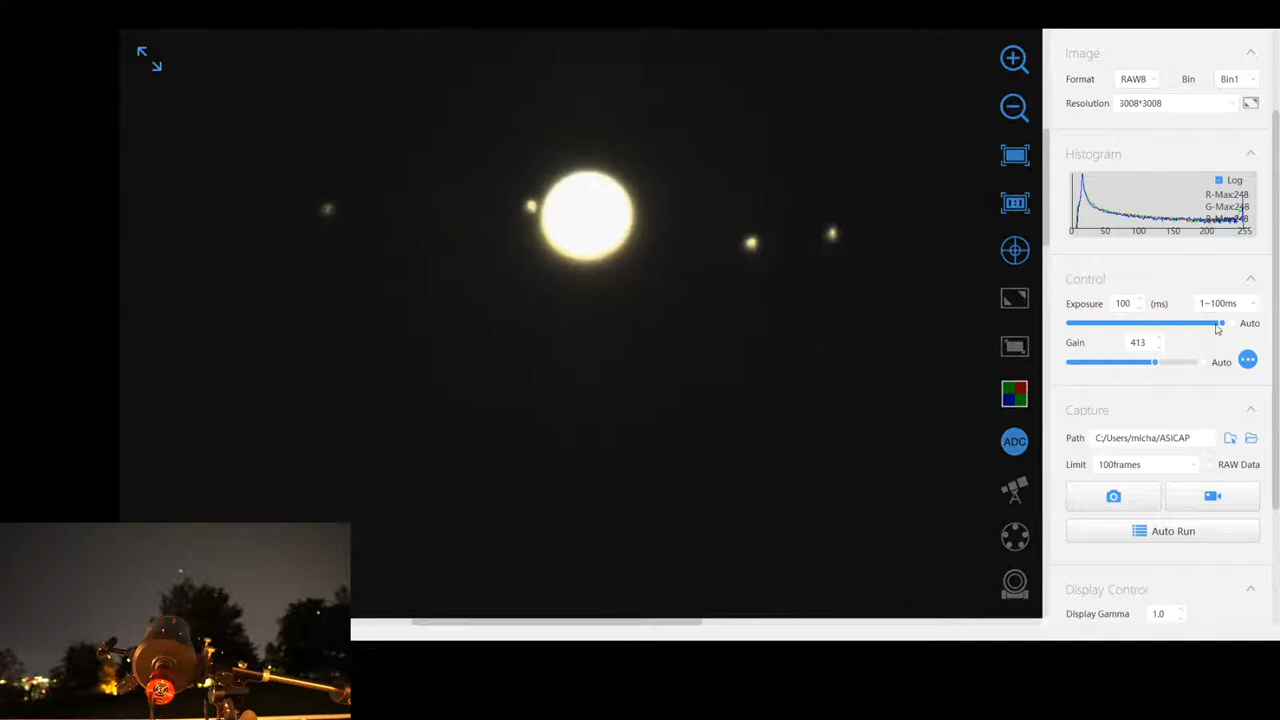 Image
Format RAW8 Bin Bin1
Resolution 3008*3008
Histogram
Log
R-Max:248
G-Max:248
B-Max:248
0 50 100 150 200 255
Control
Exposure 100 (ms) 1~100ms
Auto
Gain 413
Auto
Capture
Path C:/Users/micha/ASICAP
Limit 100frames RAW Data
Auto Run
Display Control
Display Gamma 1.0
ADC